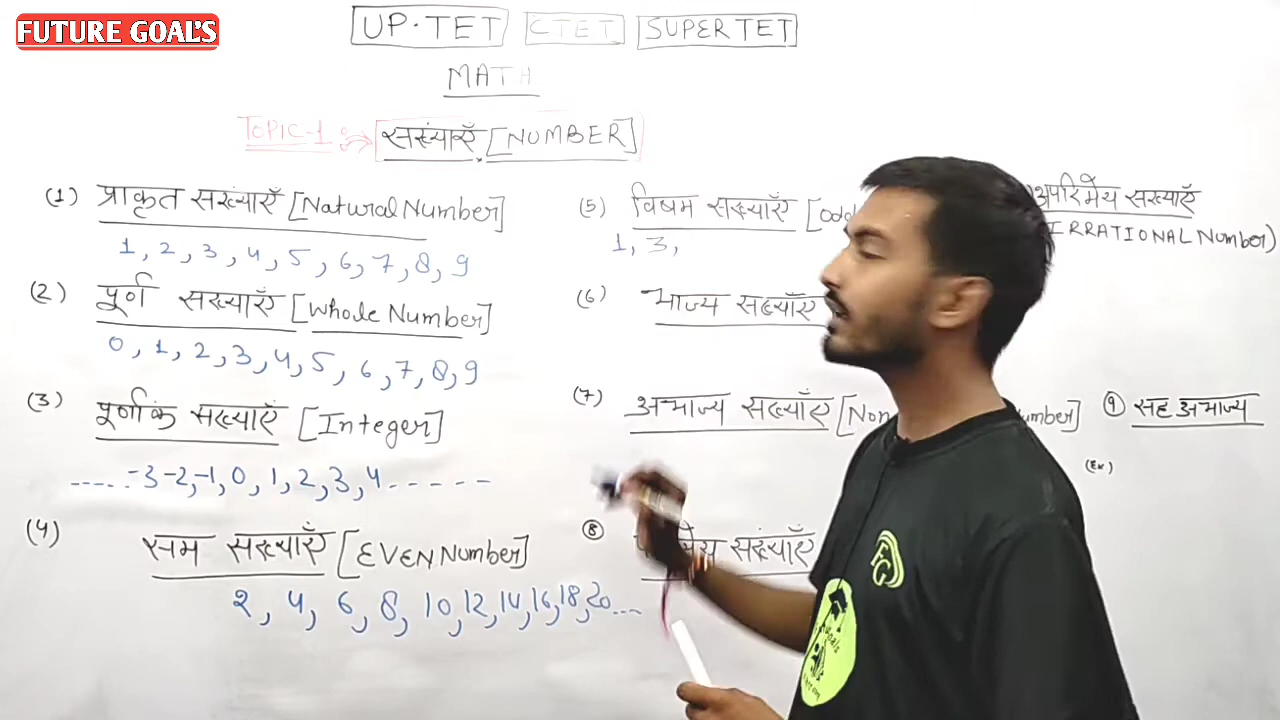 FUTURE GOAL'S
UP·TET CTET SUPER TET
MATH
TOPIC-1 संख्याएँ [NUMBER]
(1) प्राकृत संख्याएँ [Natural Number]
1, 2, 3, 4, 5, 6, 7, 8, 9
(2) पूर्ण संख्याएँ [Whole Number]
0, 1, 2, 3, 4, 5, 6, 7, 8, 9
(3) पूर्णांक संख्याएँ [Integer]
.....-3-2,-1,0,1,2,3,4------
(4) सम संख्याएँ [EVEN Number]
2, 4, 6, 8, 10, 12, 14, 16, 18, 20...
(5) विषम संख्याएँ [Odd
1, 3,
(6) भाज्य संख्याएँ
(7) अभाज्य संख्याएँ [Non umber]
(8) संख्याएँ
अपरिमेय संख्याएँ
IRRATIONAL Number)
(9) सह अभाज्य
(Ex)